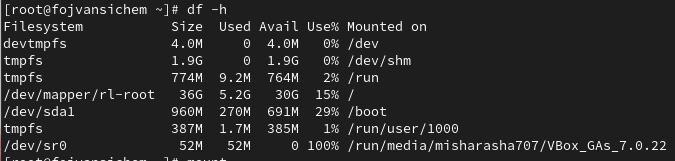 [root@fojvansichem ~]# df -h
Filesystem Size Used Avail Use% Mounted on
devtmpfs 4.0M 0 4.0M 0% /dev
tmpfs 1.9G 0 1.9G 0% /dev/shm
tmpfs 774M 9.2M 764M 2% /run
/dev/mapper/rl-root 36G 5.2G 30G 15% /
/dev/sda1 960M 270M 691M 29% /boot
tmpfs 387M 1.7M 385M 1% /run/user/1000
/dev/sr0 52M 52M 0 100% /run/media/misharasha707/VBox_GAs_7.0.22
[root@fojvansichem ~]# mount